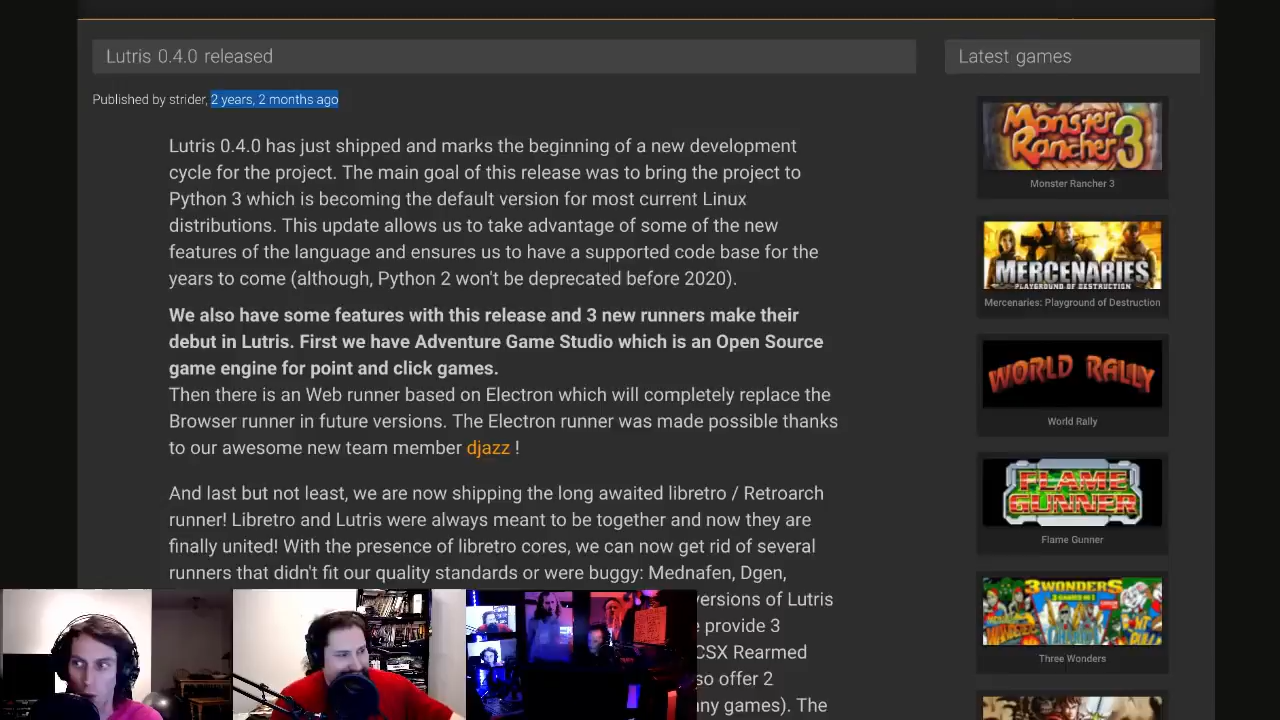 Lutris 0.4.0 released
Published by strider, 2 years, 2 months ago
Lutris 0.4.0 has just shipped and marks the beginning of a new development
cycle for the project. The main goal of this release was to bring the project to
Python 3 which is becoming the default version for most current Linux
distributions. This update allows us to take advantage of some of the new
features of the language and ensures us to have a supported code base for the
years to come (although, Python 2 won't be deprecated before 2020).
We also have some features with this release and 3 new runners make their
debut in Lutris. First we have Adventure Game Studio which is an Open Source
game engine for point and click games.
Then there is an Web runner based on Electron which will completely replace the
Browser runner in future versions. The Electron runner was made possible thanks
to our awesome new team member djazz !
And last but not least, we are now shipping the long awaited libretro / Retroarch
runner! Libretro and Lutris were always meant to be together and now they are
finally united! With the presence of libretro cores, we can now get rid of several
runners that didn't fit our quality standards or were buggy: Mednafen, Dgen,
versions of Lutris
provide 3
CSX Rearmed
so offer 2
any games). The
Latest games
Monster Rancher 3
Monster Rancher 3
MERCENARIES
PLAYGROUND OF DESTRUCTION
Mercenaries: Playground of Destruction
WORLD RALLY
World Rally
FLAME GUNNER
Flame Gunner
3 WONDERS
Three Wonders